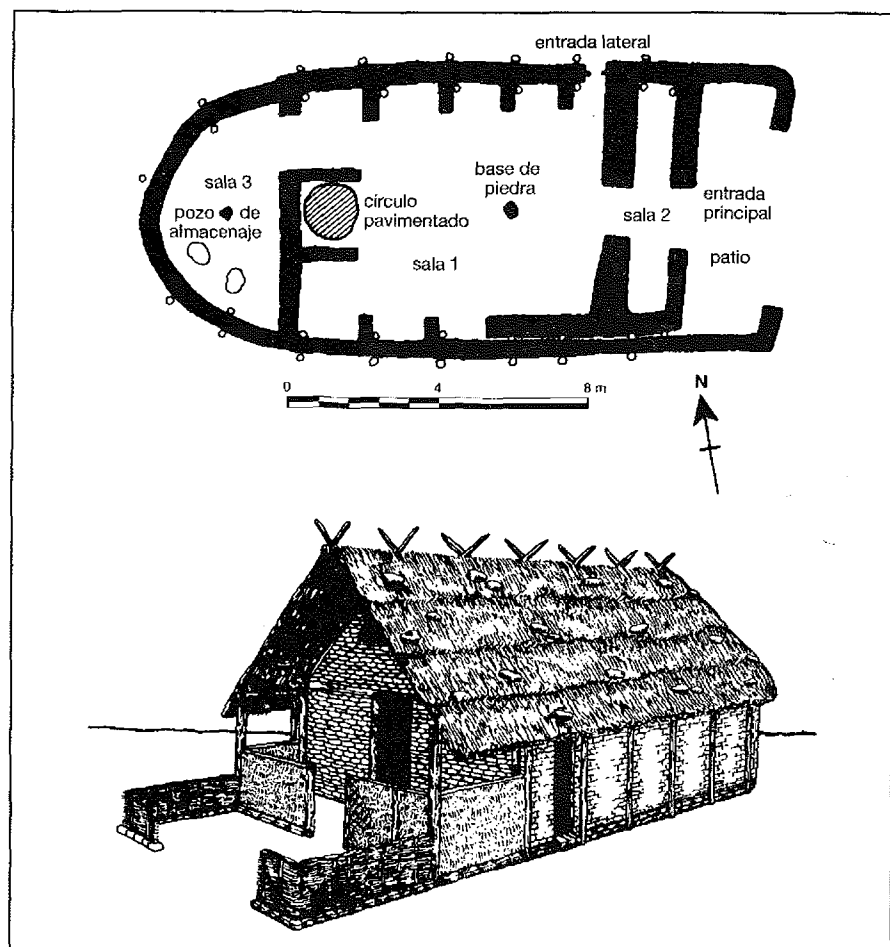 entrada lateral
sala 3
pozo de
almacenaje
círculo
pavimentado
base de
piedra
sala 1
sala 2
entrada
principal
patio
0 4 8 m
N